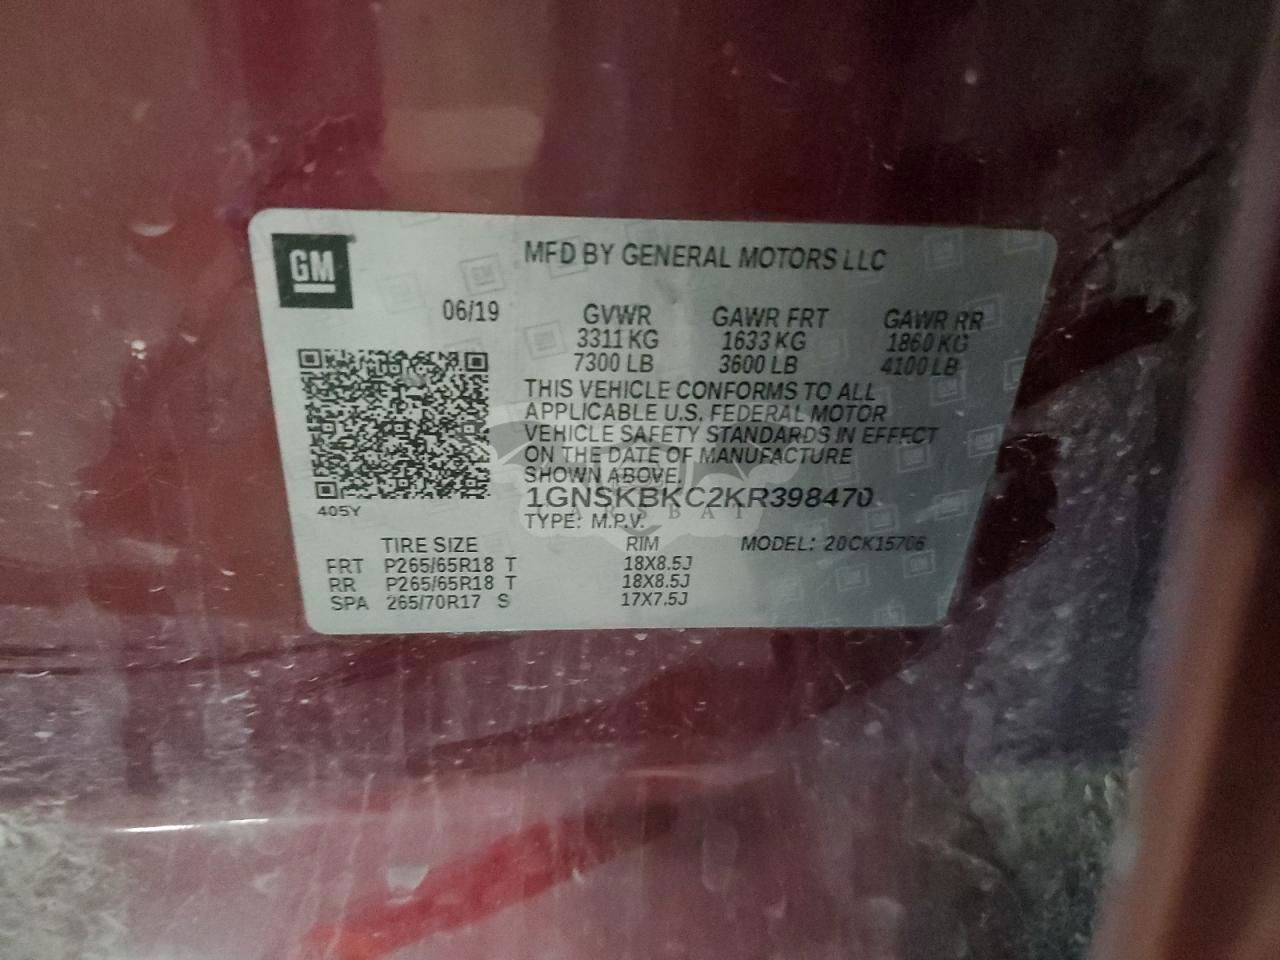 GM
MFD BY GENERAL MOTORS LLC
06/19 GVWR GAWR FRT GAWR RR
3311 KG 1633 KG 1860 KG
7300 LB 3600 LB 4100 LB
THIS VEHICLE CONFORMS TO ALL
APPLICABLE U.S. FEDERAL MOTOR
VEHICLE SAFETY STANDARDS IN EFFECT
ON THE DATE OF MANUFACTURE
SHOWN ABOVE.
1GNSKBKC2KR398470
405Y
TYPE: M.P.V.
TIRE SIZE RIM MODEL: 20CK15706
FRT P265/65R18 T 18X8.5J
RR P265/65R18 T 18X8.5J
SPA 265/70R17 S 17X7.5J